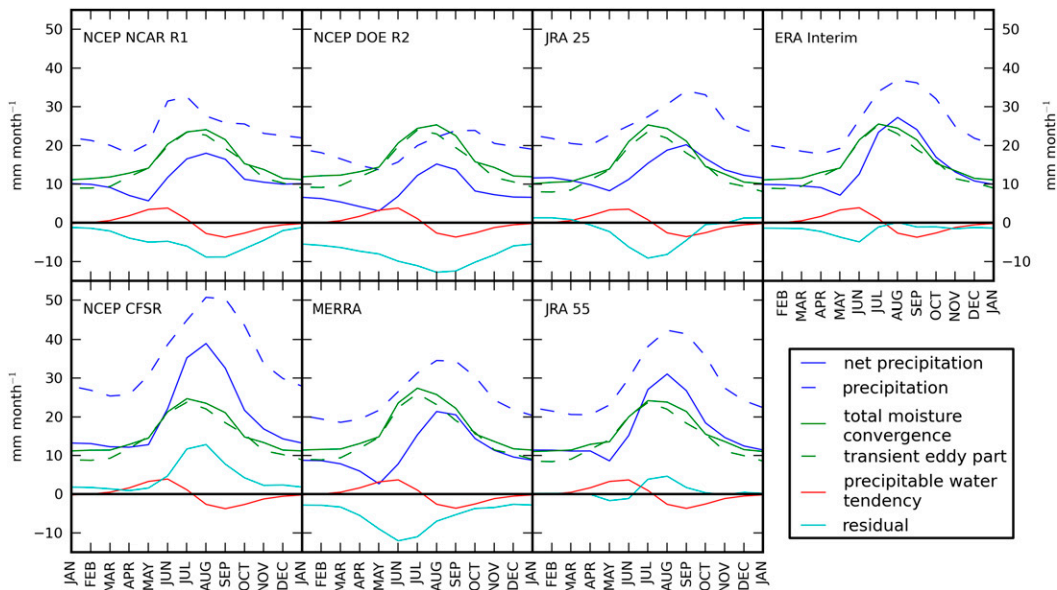 NCEP NCAR R1
NCEP DOE R2
JRA 25
ERA Interim
50
40
30
20
10
0
−10
mm month⁻¹
50
40
30
20
10
0
−10
mm month⁻¹
FEB
MAR
APR
MAY
JUN
JUL
AUG
SEP
OCT
NOV
DEC
JAN
NCEP CFSR
MERRA
JRA 55
50
40
30
20
10
0
−10
mm month⁻¹
JAN
FEB
MAR
APR
MAY
JUN
JUL
AUG
SEP
OCT
NOV
DEC
JAN
FEB
MAR
APR
MAY
JUN
JUL
AUG
SEP
OCT
NOV
DEC
JAN
FEB
MAR
APR
MAY
JUN
JUL
AUG
SEP
OCT
NOV
DEC
JAN
net precipitation
precipitation
total moisture
convergence
transient eddy part
precipitable water
tendency
residual